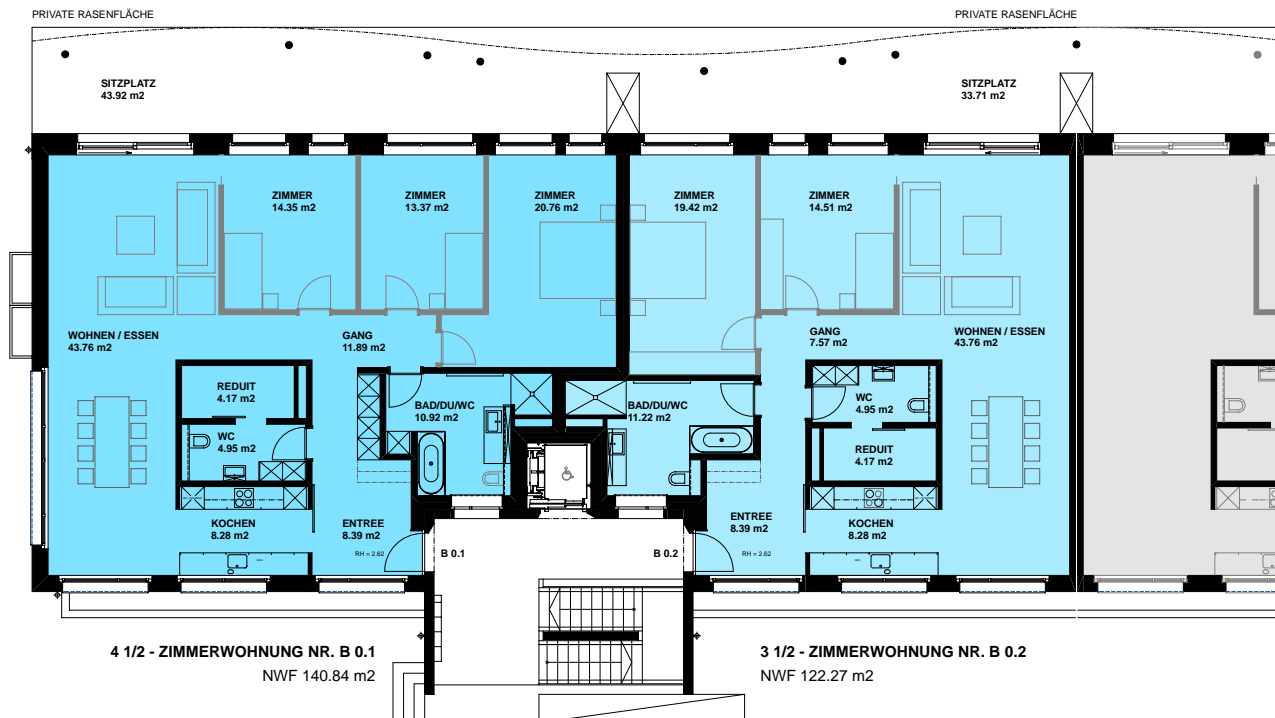 PRIVATE RASENFLÄCHE
PRIVATE RASENFLÄCHE
SITZPLATZ
43.92 m2
SITZPLATZ
33.71 m2
ZIMMER
14.35 m2
ZIMMER
13.37 m2
ZIMMER
20.76 m2
ZIMMER
19.42 m2
ZIMMER
14.51 m2
WOHNEN / ESSEN
43.76 m2
GANG
11.89 m2
GANG
7.57 m2
WOHNEN / ESSEN
43.76 m2
REDUIT
4.17 m2
BAD/DU/WC
10.92 m2
BAD/DU/WC
11.22 m2
WC
4.95 m2
WC
4.95 m2
REDUIT
4.17 m2
KOCHEN
8.28 m2
ENTREE
8.39 m2
RH = 2.62
B 0.1
B 0.2
ENTREE
8.39 m2
RH = 2.62
KOCHEN
8.28 m2
4 1/2 - ZIMMERWOHNUNG NR. B 0.1
NWF 140.84 m2
3 1/2 - ZIMMERWOHNUNG NR. B 0.2
NWF 122.27 m2